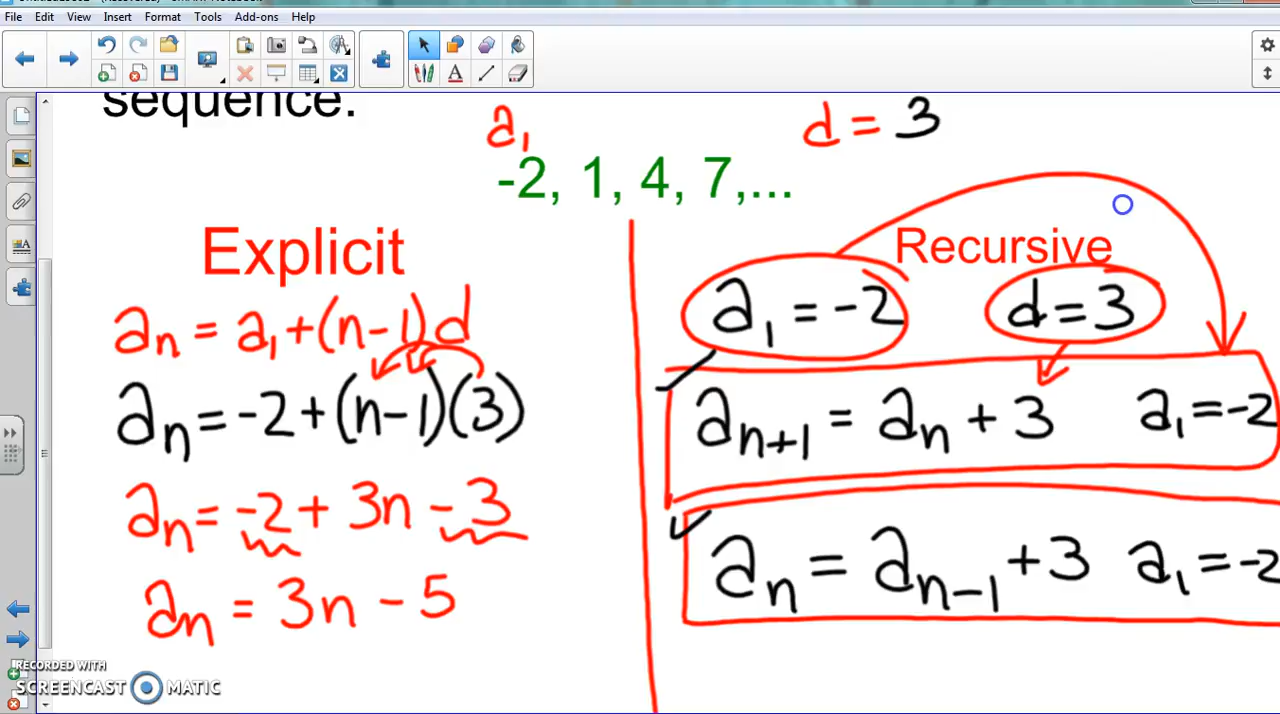 File Edit View Insert Format Tools Add-ons Help
sequence.
a₁
d = 3
-2, 1, 4, 7,...
Explicit
aₙ = a₁ + (n-1) d
aₙ = -2 + (n-1)(3)
aₙ = -2 + 3n - 3
aₙ = 3n - 5
Recursive
a₁ = -2 d = 3
aₙ₊₁ = aₙ + 3 a₁ = -2
aₙ = aₙ₋₁ + 3 a₁ = -2
RECORDED WITH
SCREENCAST MATIC